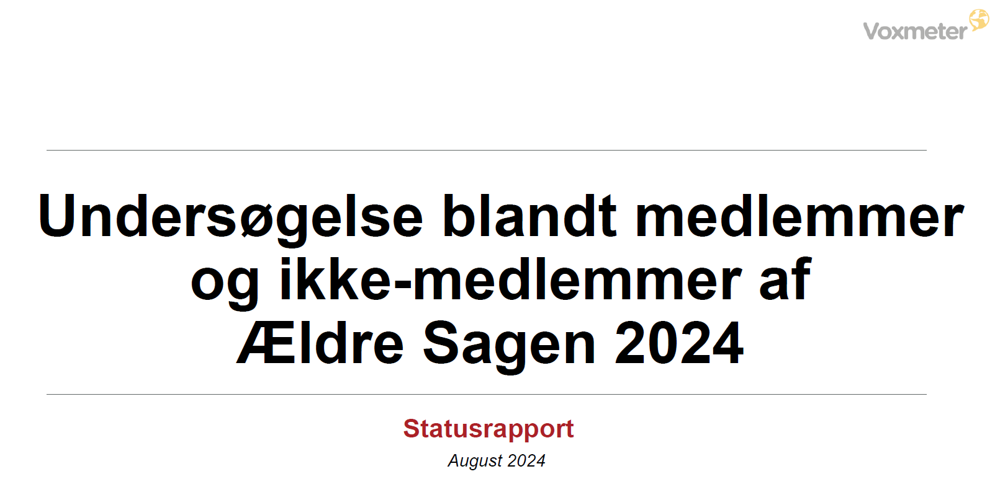 Voxmeter
Undersøgelse blandt medlemmer
og ikke-medlemmer af
Ældre Sagen 2024
Statusrapport
August 2024